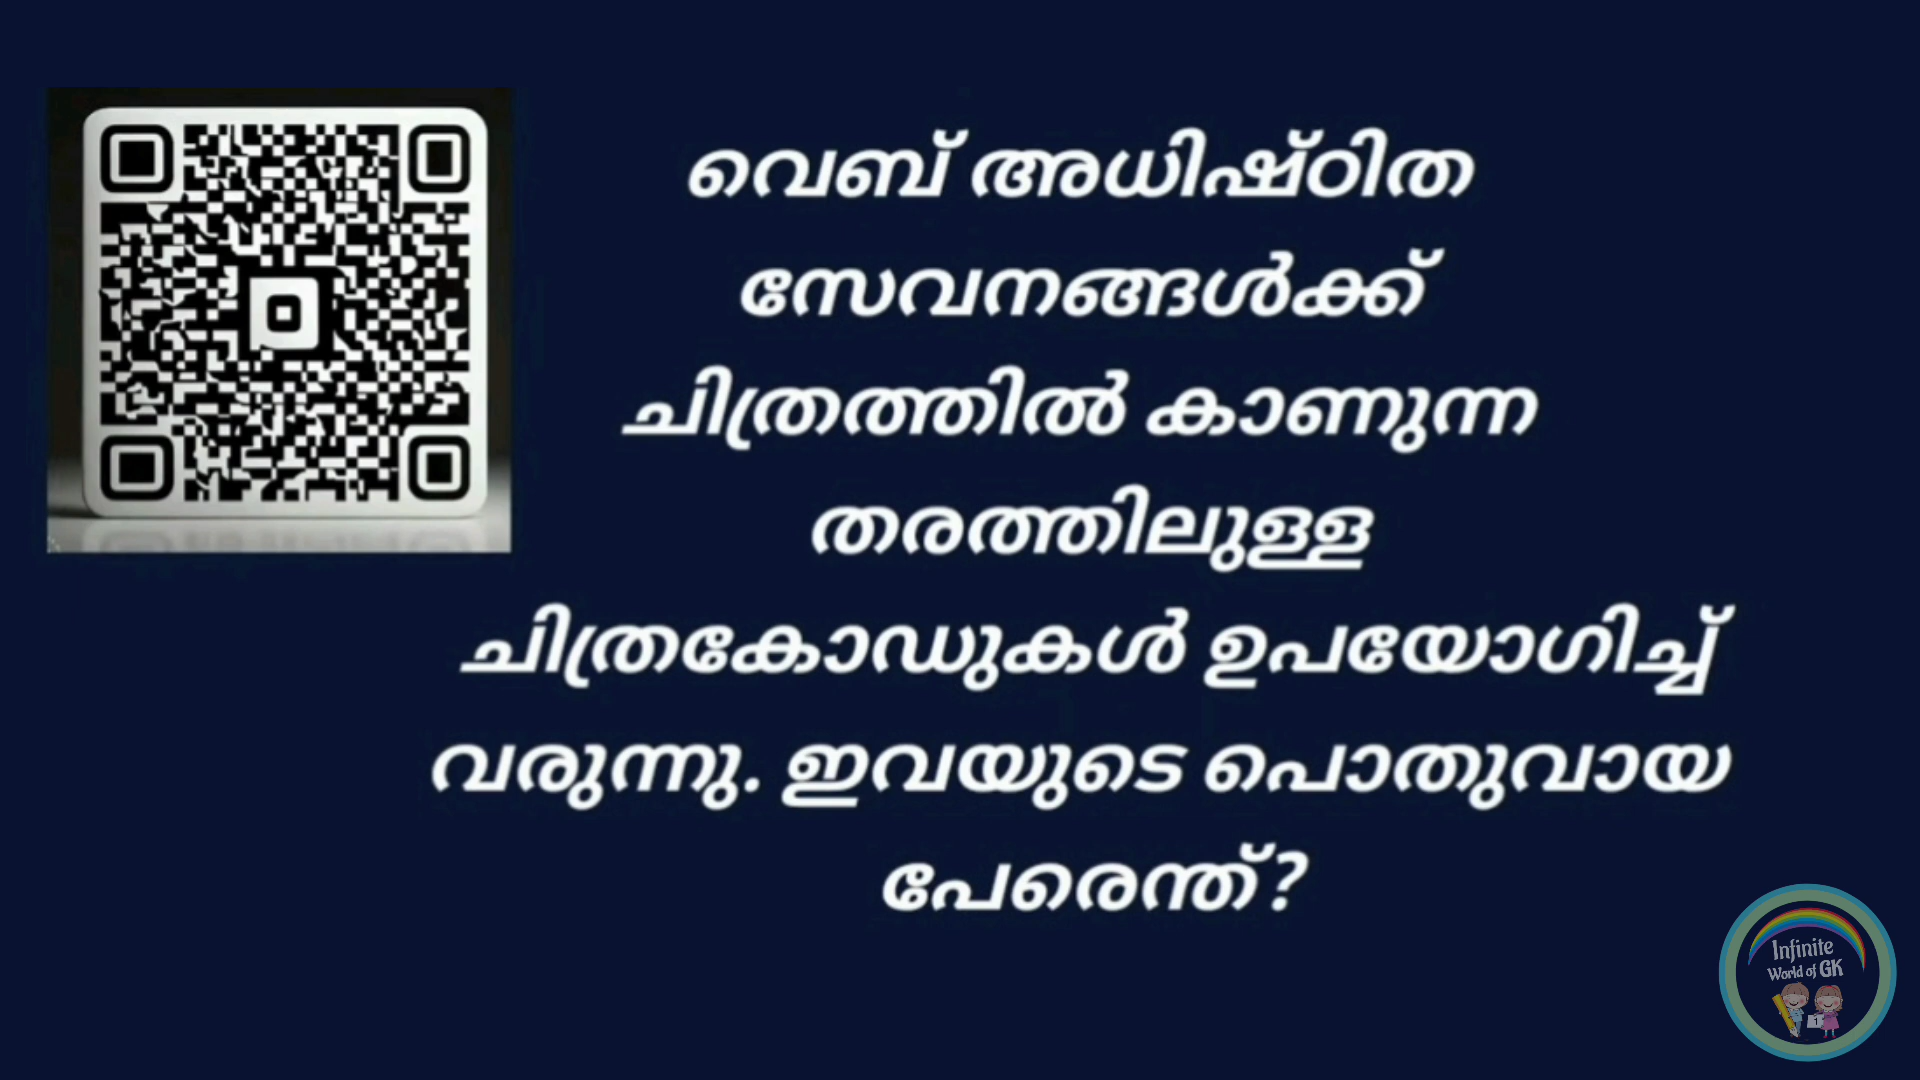 വെബ് അധിഷ്ഠിത
സേവനങ്ങൾക്ക്
ചിത്രത്തിൽ കാണുന്ന
തരത്തിലുള്ള
ചിത്രകോഡുകൾ ഉപയോഗിച്ച്
വരുന്നു. ഇവയുടെ പൊതുവായ
പേരെന്ത്?
Infinite
World of GK